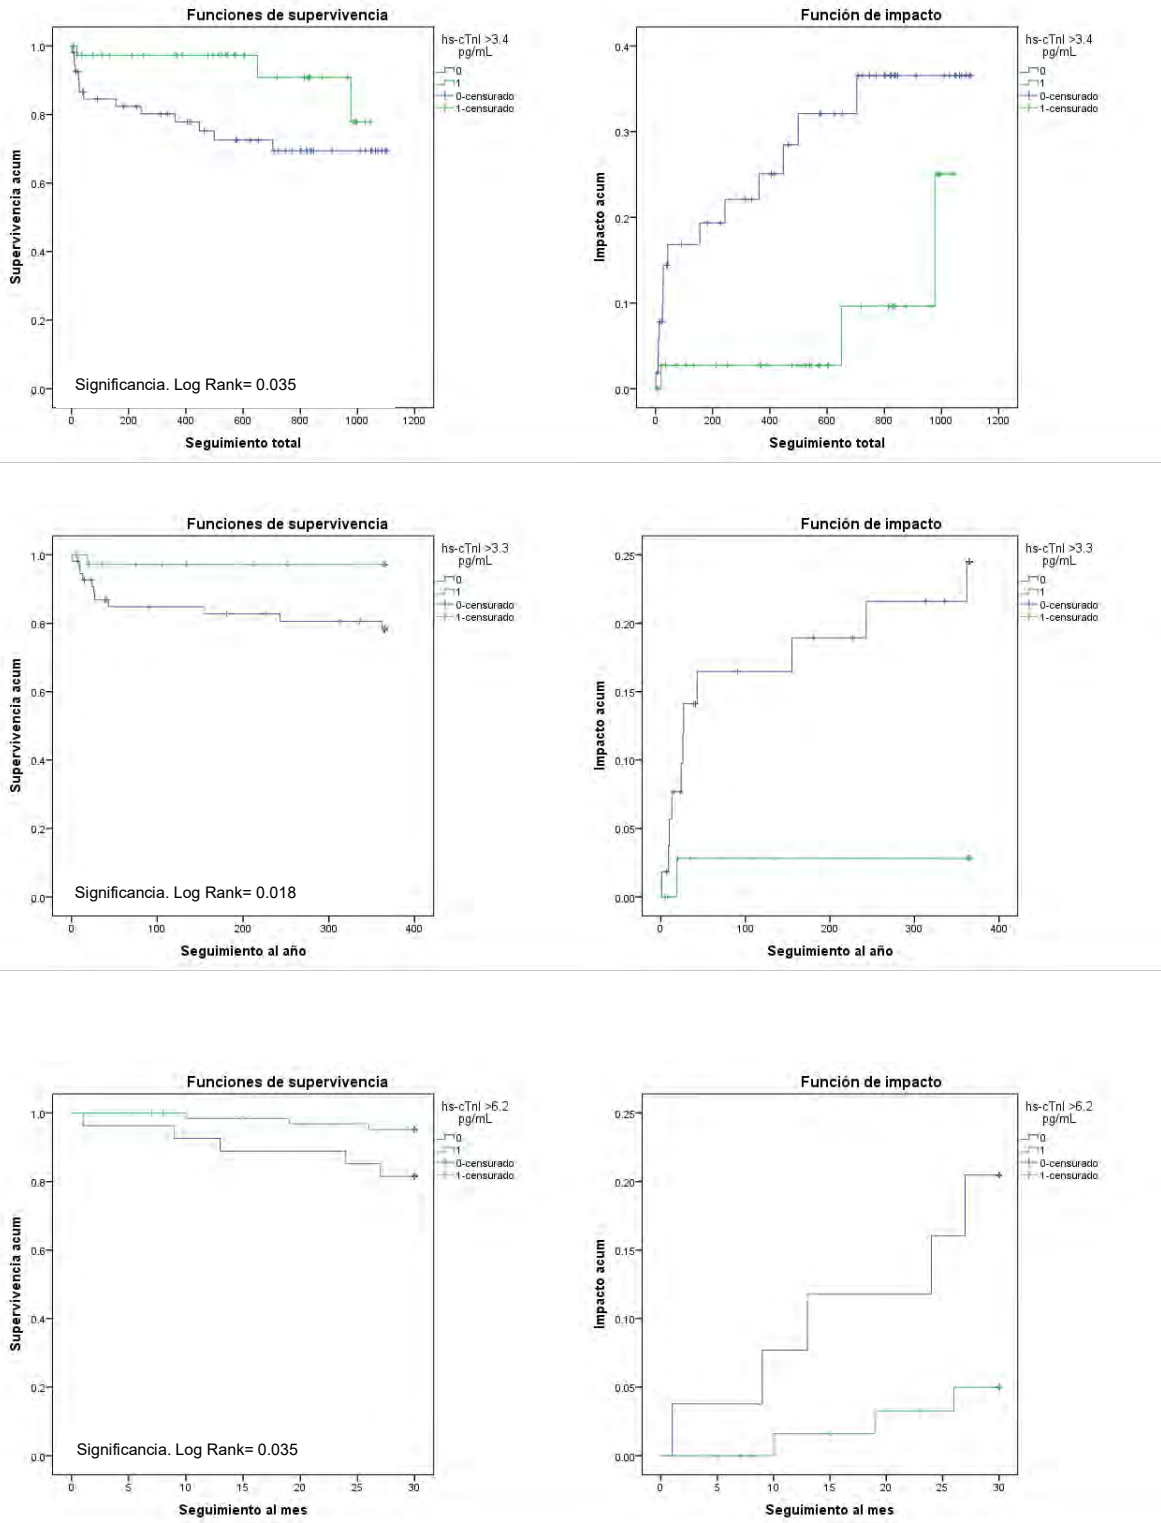 Funciones de supervivencia
hs-cTnI >3.4
pg/mL
0
1
0-censurado
1-censurado
Supervivencia acum
1.0
0.8
0.6
0.4
0.2
0.0
Significancia. Log Rank= 0.035
0 200 400 600 800 1000 1200
Seguimiento total
Función de impacto
hs-cTnI >3.4
pg/mL
0
1
0-censurado
1-censurado
Impacto acum
0.4
0.3
0.2
0.1
0.0
0 200 400 600 800 1000 1200
Seguimiento total
Funciones de supervivencia
hs-cTnI >3.3
pg/mL
0
1
0-censurado
1-censurado
Supervivencia acum
1.0
0.8
0.6
0.4
0.2
0.0
Significancia. Log Rank= 0.018
0 100 200 300 400
Seguimiento al año
Función de impacto
hs-cTnI >3.3
pg/mL
0
1
0-censurado
1-censurado
Impacto acum
0.25
0.20
0.15
0.10
0.05
0.00
0 100 200 300 400
Seguimiento al año
Funciones de supervivencia
hs-cTnI >6.2
pg/mL
0
1
0-censurado
1-censurado
Supervivencia acum
1.0
0.8
0.6
0.4
0.2
0.0
Significancia. Log Rank= 0.035
0 5 10 15 20 25 30
Seguimiento al mes
Función de impacto
hs-cTnI >6.2
pg/mL
0
1
0-censurado
1-censurado
Impacto acum
0.25
0.20
0.15
0.10
0.05
0.00
0 5 10 15 20 25 30
Seguimiento al mes